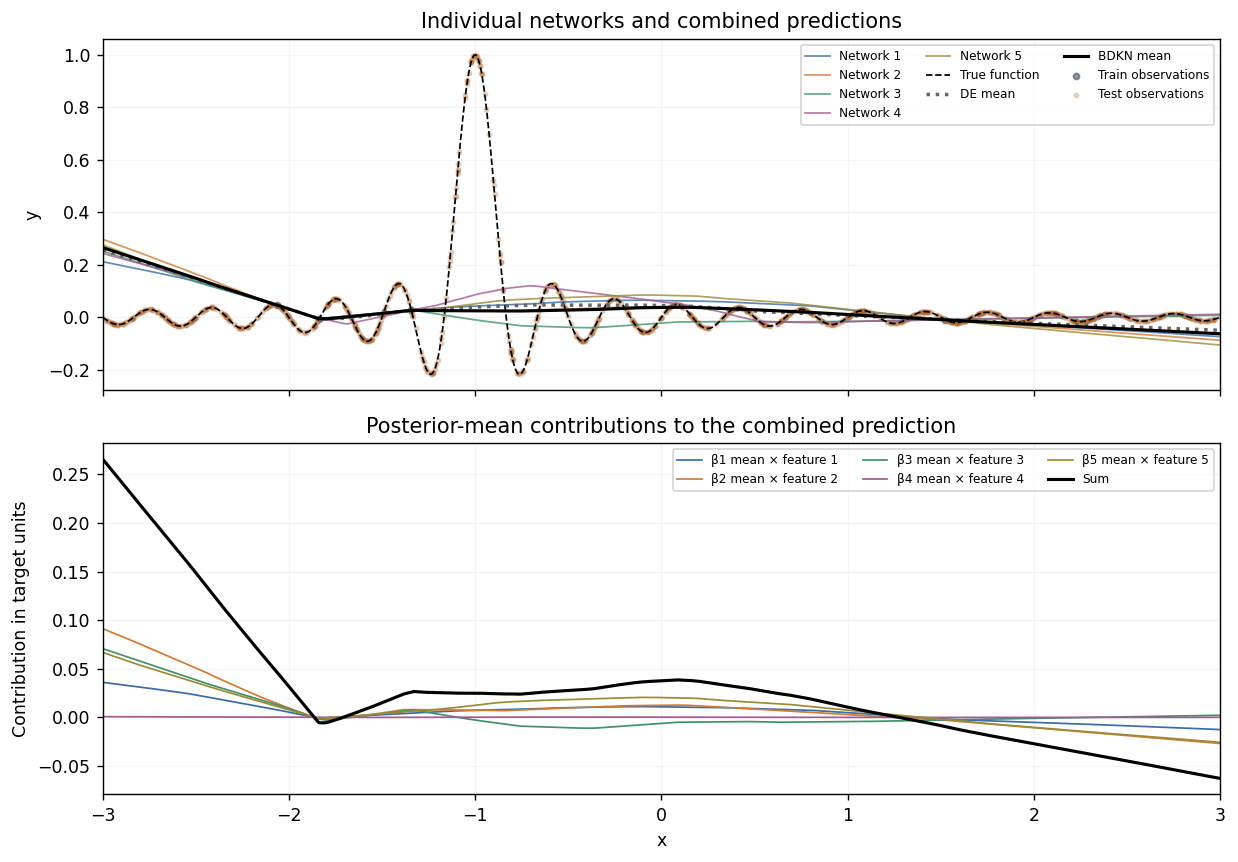 Individual networks and combined predictions
Network 1
Network 2
Network 3
Network 4
Network 5
True function
DE mean
BDKN mean
Train observations
Test observations
y
1.0
0.8
0.6
0.4
0.2
0.0
−0.2
Posterior-mean contributions to the combined prediction
β1 mean × feature 1
β2 mean × feature 2
β3 mean × feature 3
β4 mean × feature 4
β5 mean × feature 5
Sum
Contribution in target units
0.25
0.20
0.15
0.10
0.05
0.00
−0.05
−3
−2
−1
0
1
2
3
x